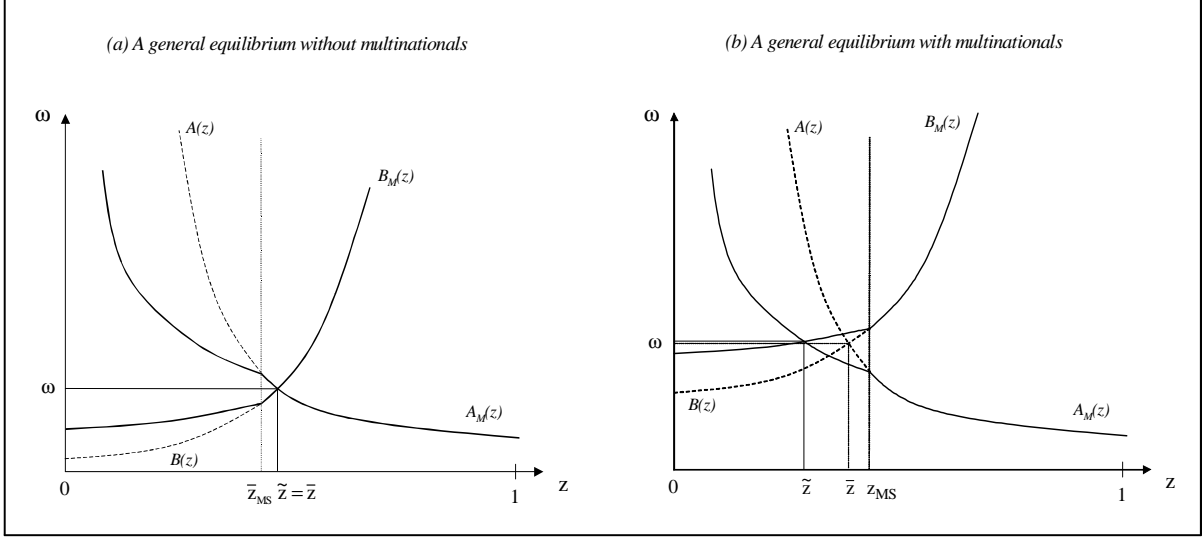 (a) A general equilibrium without multinationals
ω
A(z)
B_M(z)
ω
A_M(z)
B(z)
0
z̅_MS z̃ = z̅
1
z
(b) A general equilibrium with multinationals
ω
A(z)
B_M(z)
ω
B(z)
A_M(z)
0
z̃
z̅
z_MS
1
z